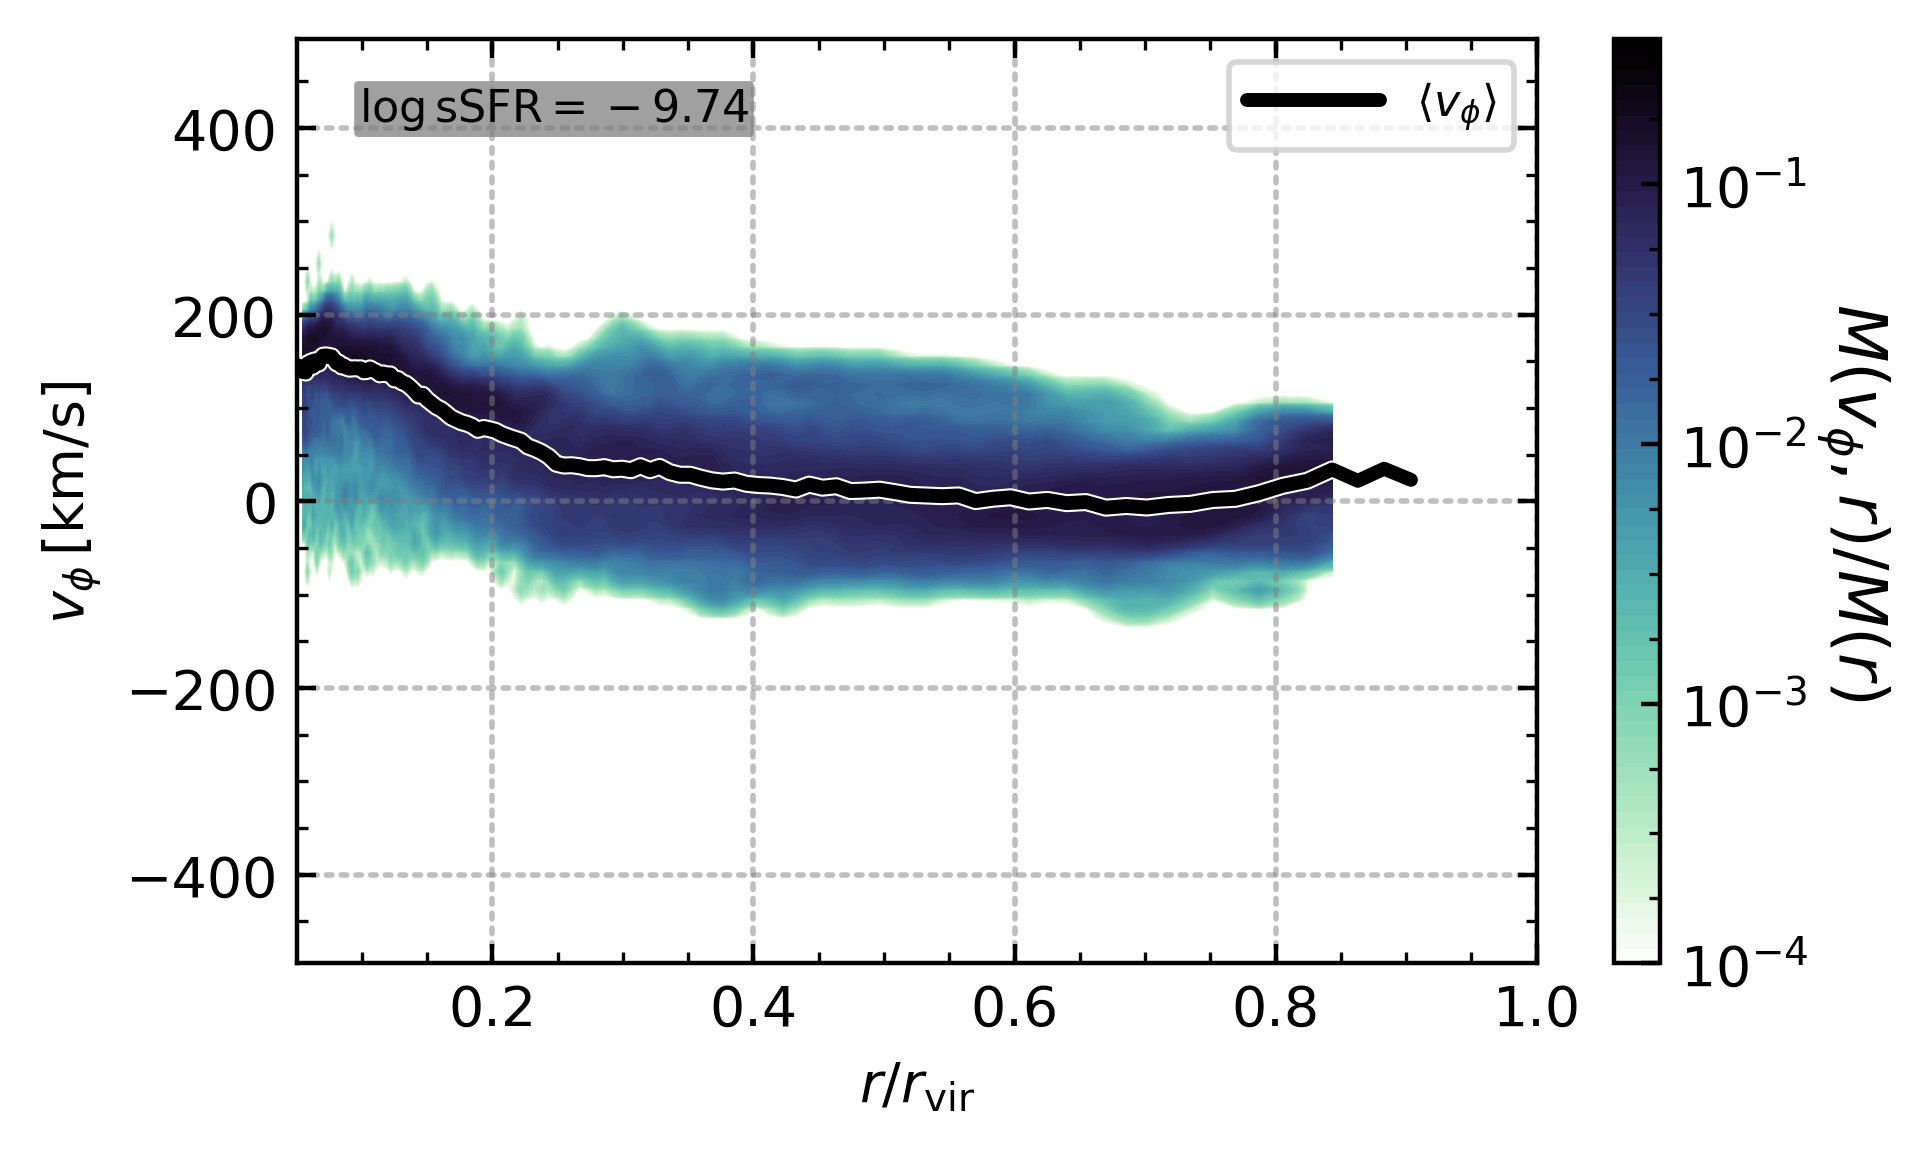 log sSFR = −9.74
⟨v_ϕ⟩
400
200
0
−200
−400
v_ϕ [km/s]
0.2 0.4 0.6 0.8 1.0
r/r_vir
10^−1
10^−2
10^−3
10^−4
M(v_ϕ, r)/M(r)